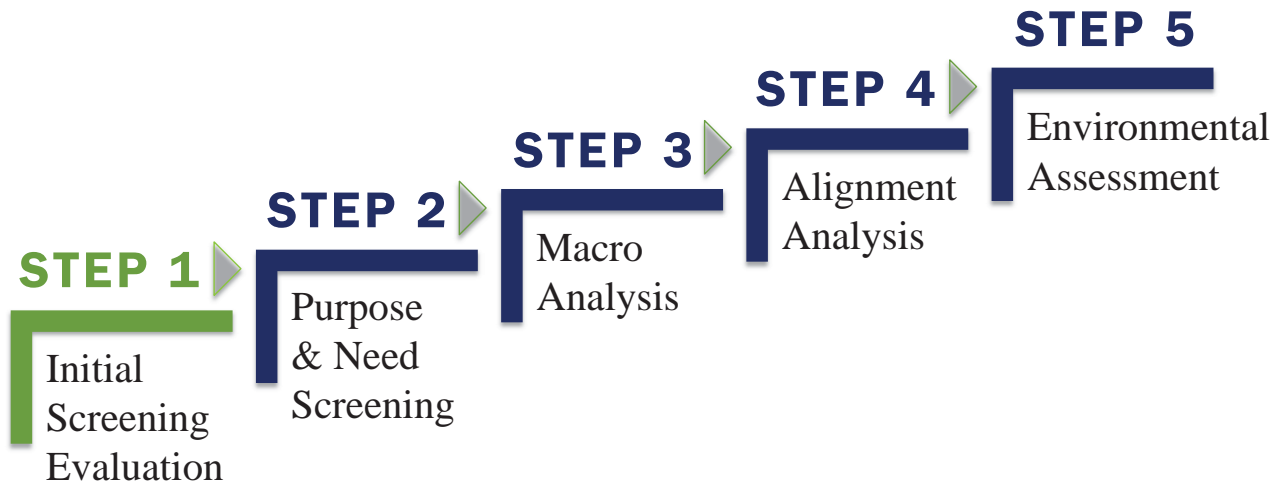 STEP 1
Initial
Screening
Evaluation
STEP 2
Purpose
& Need
Screening
STEP 3
Macro
Analysis
STEP 4
Alignment
Analysis
STEP 5
Environmental
Assessment